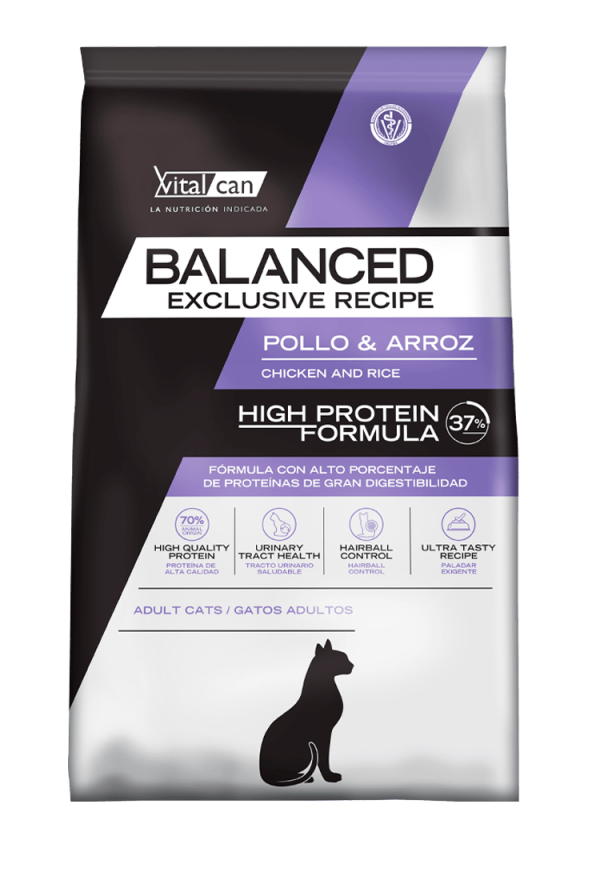 Vital can
LA NUTRICIÓN INDICADA
BALANCED
EXCLUSIVE RECIPE
POLLO & ARROZ
CHICKEN AND RICE
HIGH PROTEIN
FORMULA
37%
FÓRMULA CON ALTO PORCENTAJE
DE PROTEÍNAS DE GRAN DIGESTIBILIDAD
70%
ANIMAL
ORIGIN
HIGH QUALITY
PROTEIN
PROTEÍNA DE
ALTA CALIDAD
URINARY
TRACT HEALTH
TRACTO URINARIO
SALUDABLE
HAIRBALL
CONTROL
HAIRBALL
CONTROL
ULTRA TASTY
RECIPE
PALADAR
EXIGENTE
ADULT CATS / GATOS ADULTOS